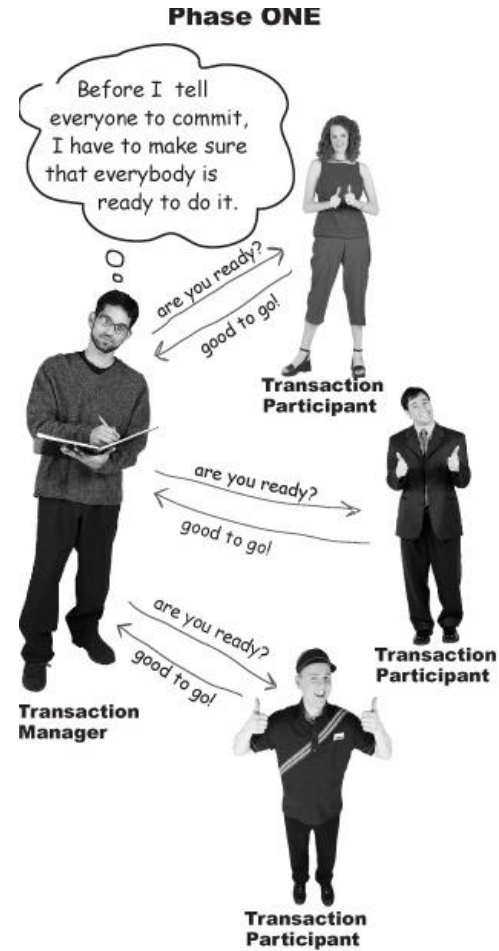 Phase ONE
Before I tell
everyone to commit,
I have to make sure
that everybody is
ready to do it.
are you ready?
good to go!
Transaction
Participant
are you ready?
good to go!
Transaction
Participant
are you ready?
good to go!
Transaction
Manager
Transaction
Participant